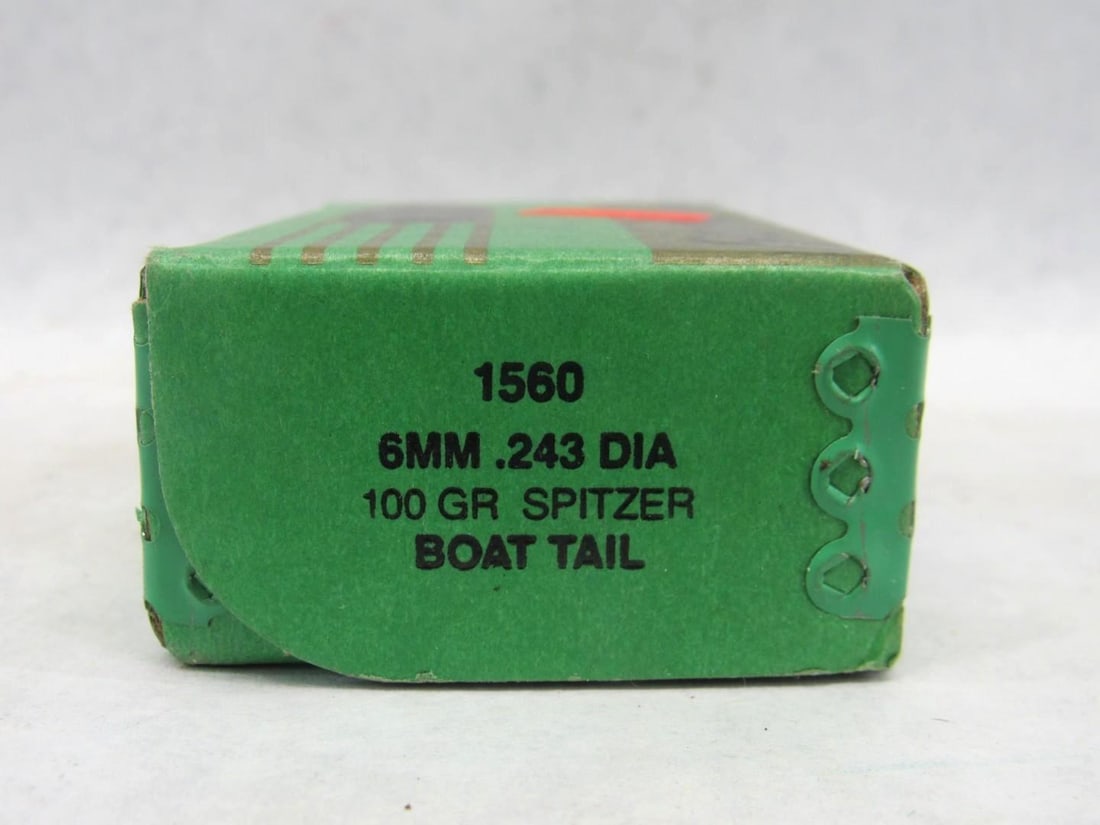 1560
6MM .243 DIA
100 GR SPITZER
BOAT TAIL